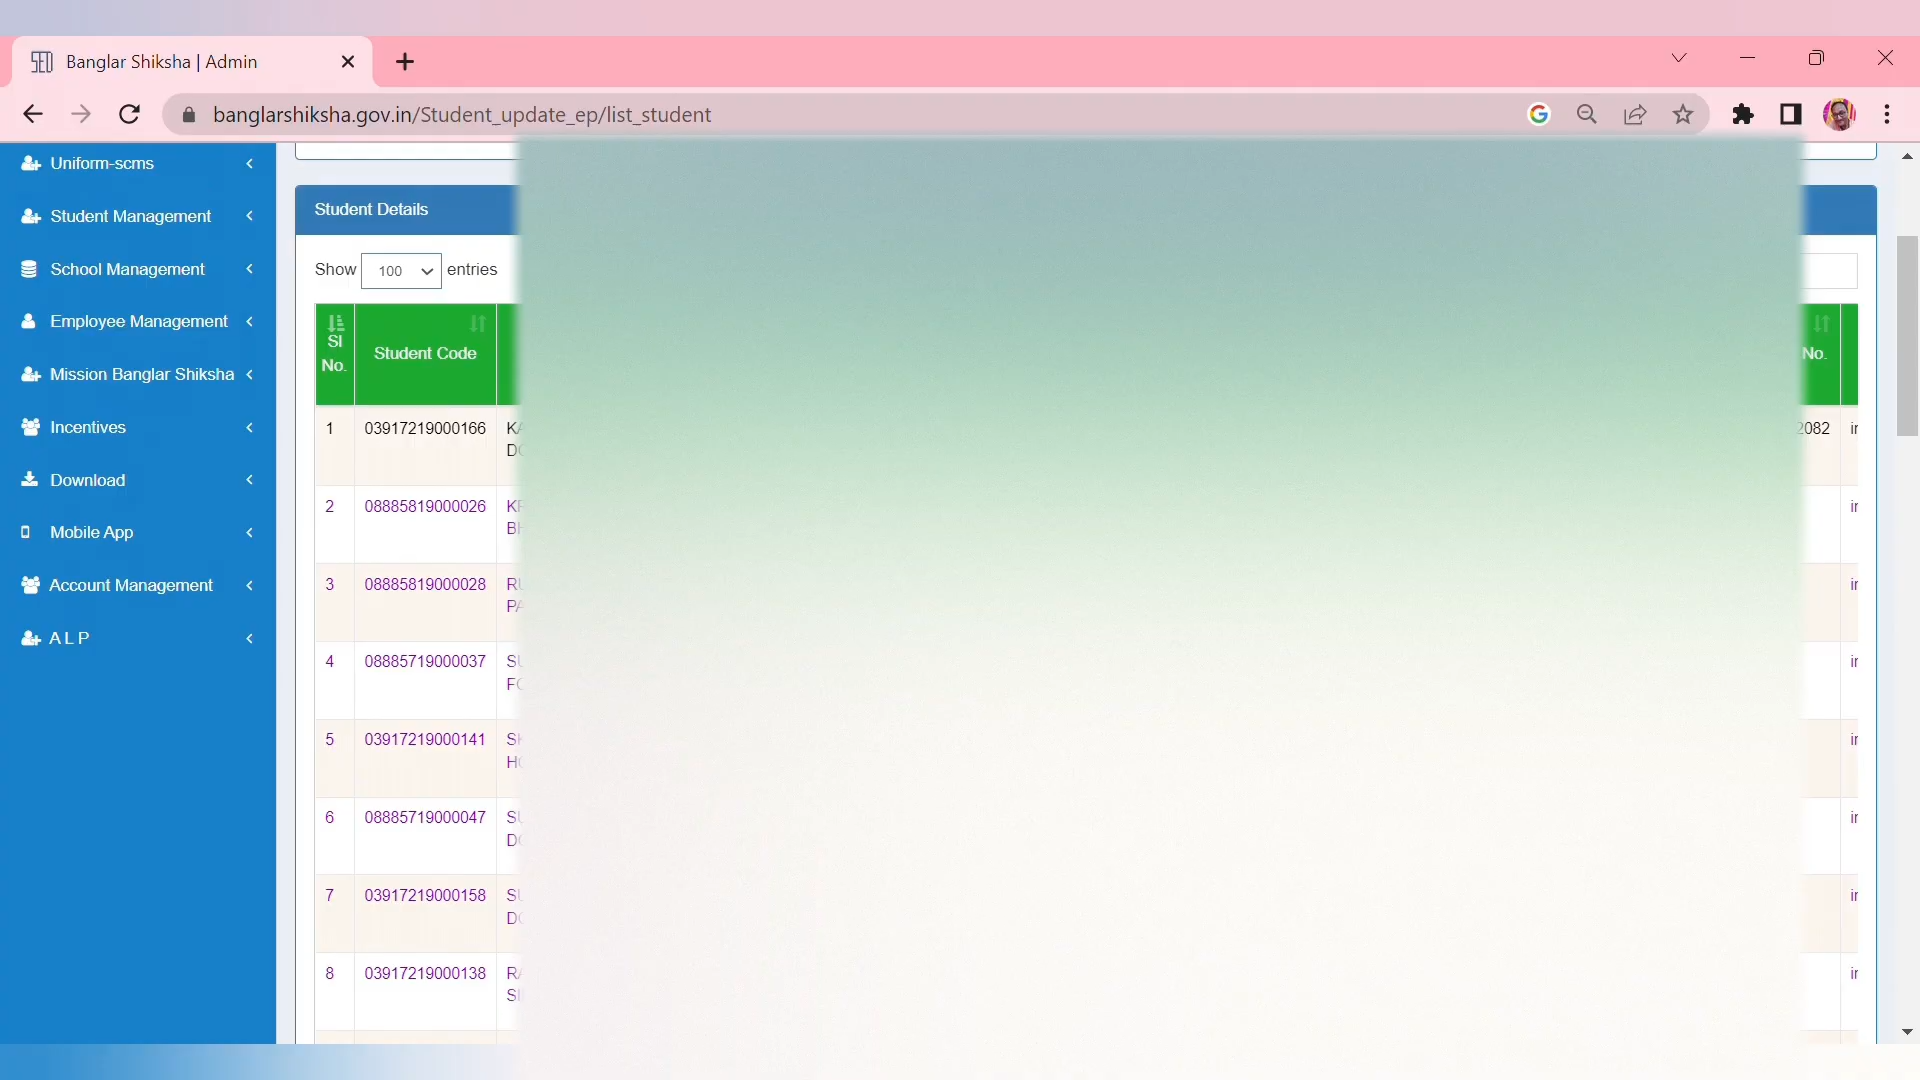 Banglar Shiksha | Admin
banglarshiksha.gov.in/Student_update_ep/list_student
Uniform-scms
Student Management
School Management
Employee Management
Mission Banglar Shiksha
Incentives
Download
Mobile App
Account Management
A L P
Student Details
Show 100 entries
Sl No. Student Code No.
1 03917219000166 2082
2 08885819000026
3 08885819000028
4 08885719000037
5 03917219000141
6 08885719000047
7 03917219000158
8 03917219000138